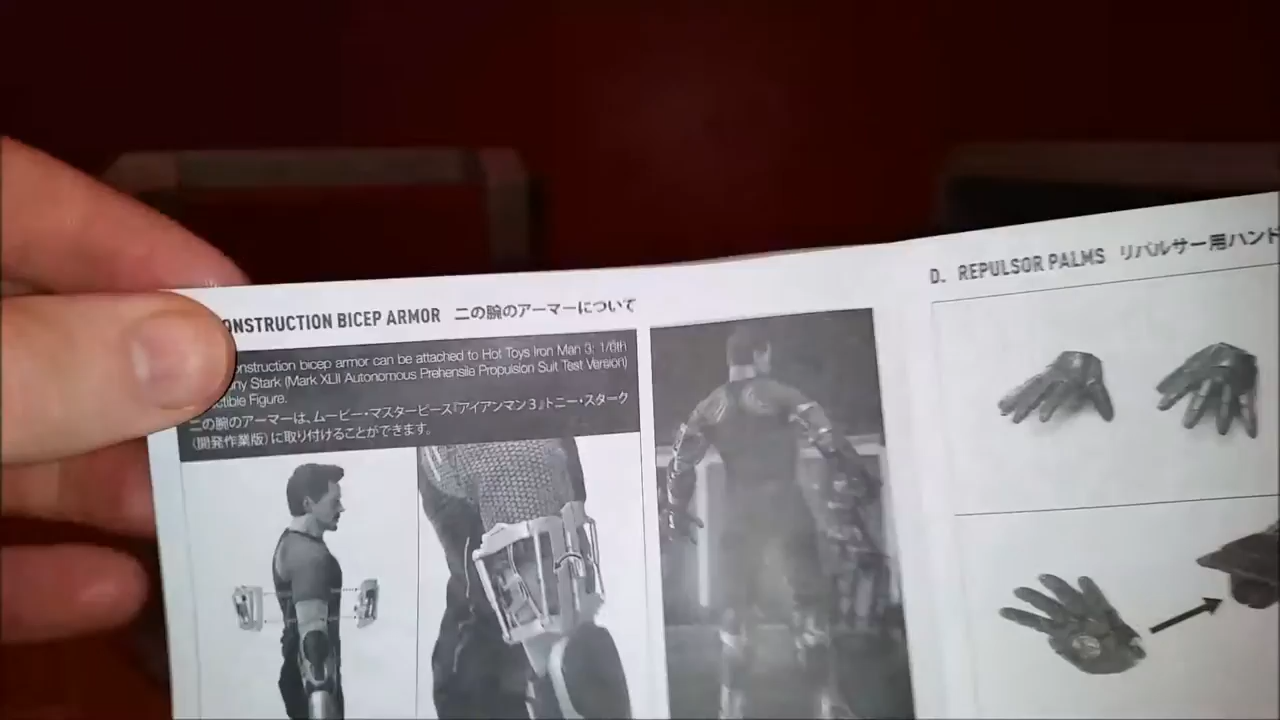 ONSTRUCTION BICEP ARMOR 二の腕のアーマーについて
onstruction bicep armor can be attached to Hot Toys Iron Man 3: 1/6th
ny Stark (Mark XLII Autonomous Prehensile Propulsion Suit Test Version)
ctible Figure.
二の腕のアーマーは、ムービー・マスターピース『アイアンマン3』トニー・スターク
(開発作業版)に取り付けることができます。
D. REPULSOR PALMS リパルサー用ハンド